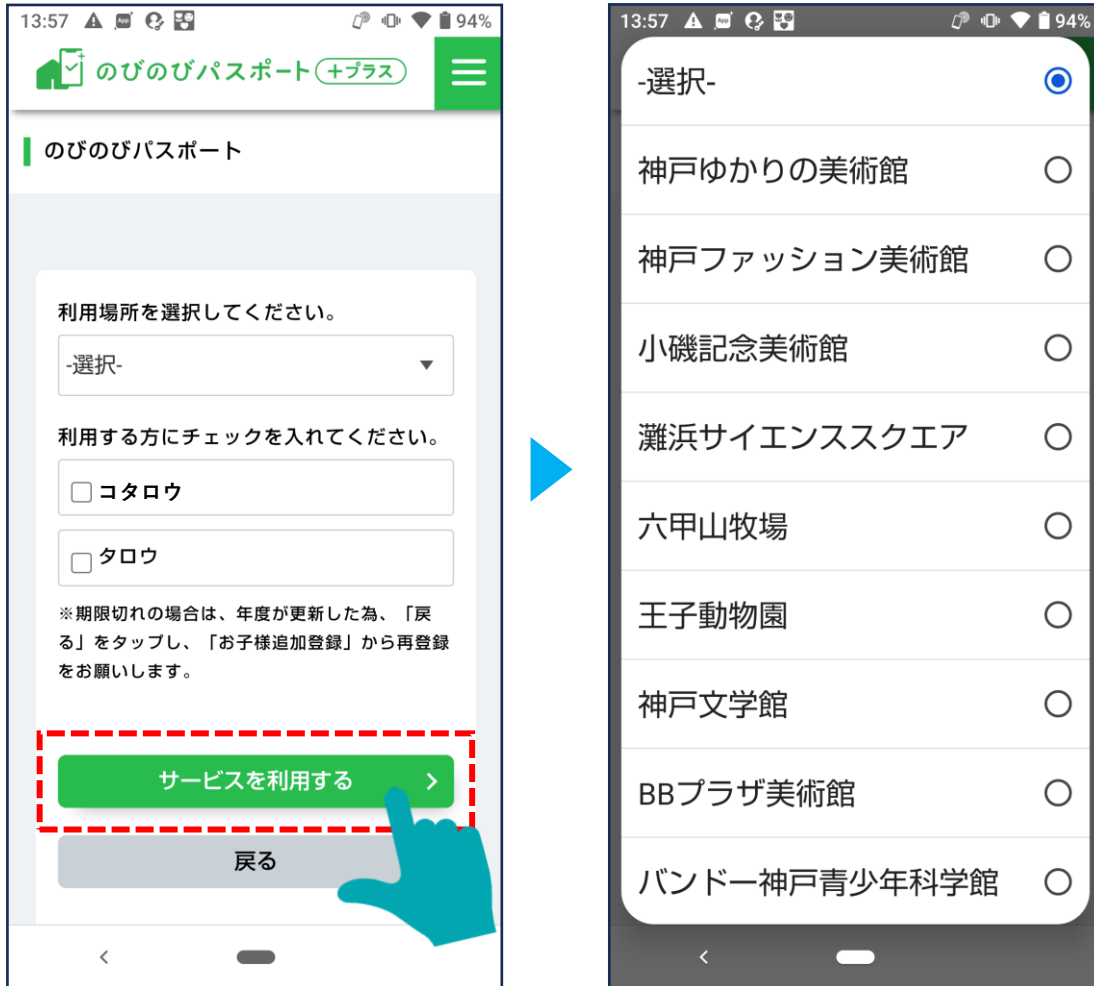 13:57
94%
のびのびパスポート +プラス
のびのびパスポート
利用場所を選択してください。
-選択-
利用する方にチェックを入れてください。
コタロウ
タロウ
※期限切れの場合は、年度が更新した為、「戻
る」をタップし、「お子様追加登録」から再登録
をお願いします。
サービスを利用する
戻る
13:57
94%
-選択-
神戸ゆかりの美術館
神戸ファッション美術館
小磯記念美術館
灘浜サイエンススクエア
六甲山牧場
王子動物園
神戸文学館
BBプラザ美術館
バンドー神戸青少年科学館